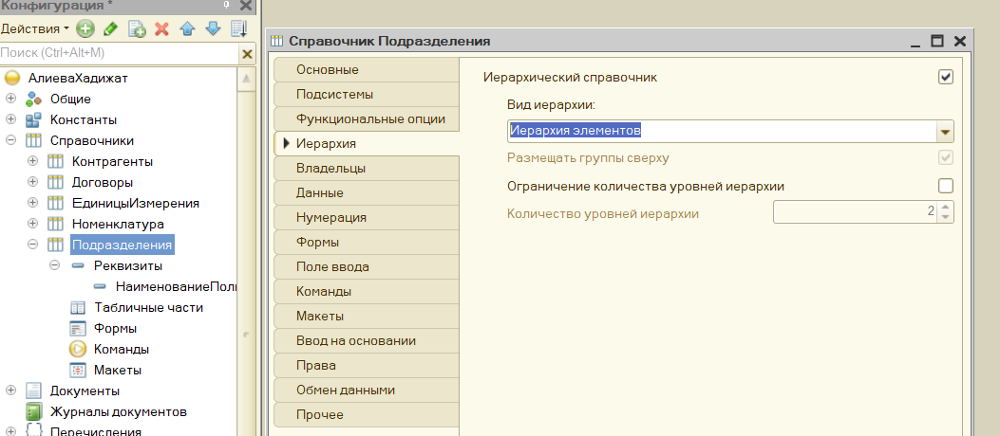 Конфигурация *
Действия
Поиск (Ctrl+Alt+M)
АлиеваХадижат
Общие
Константы
Справочники
Контрагенты
Договоры
ЕдиницыИзмерения
Номенклатура
Подразделения
Реквизиты
НаименованиеПол
Табличные части
Формы
Команды
Макеты
Документы
Журналы документов
Перечисления
Справочник Подразделения
Основные
Подсистемы
Функциональные опции
Иерархия
Владельцы
Данные
Нумерация
Формы
Поле ввода
Команды
Макеты
Ввод на основании
Права
Обмен данными
Прочее
Иерархический справочник
Вид иерархии:
Иерархия элементов
Размещать группы сверху
Ограничение количества уровней иерархии
Количество уровней иерархии 2